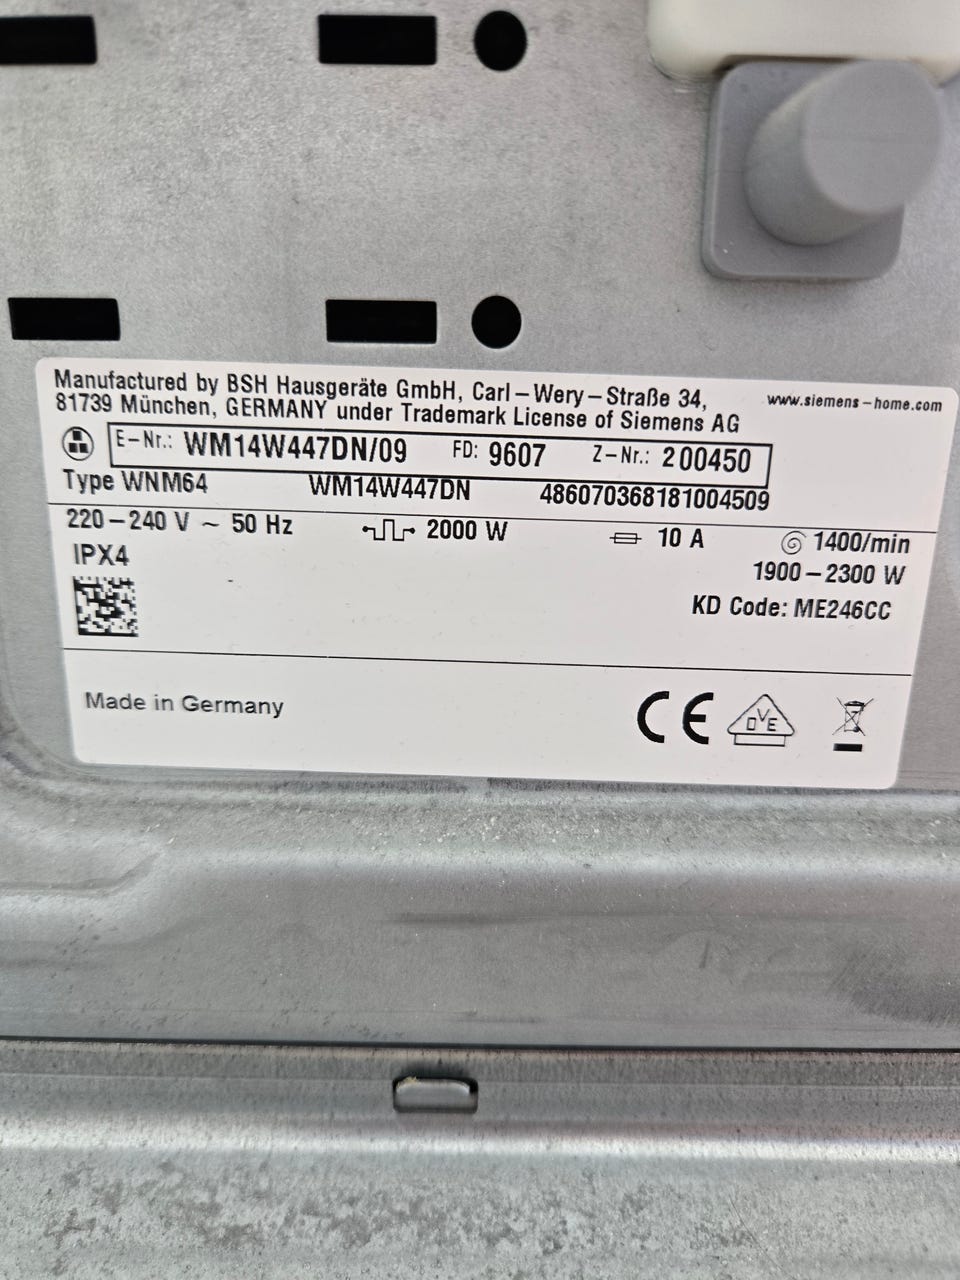 Manufactured by BSH Hausgeräte GmbH, Carl-Wery-Straße 34,
www.siemens-home.com
81739 München, GERMANY under Trademark License of Siemens AG
E-Nr.: WM14W447DN/09 FD: 9607 Z-Nr.: 200450
Type WNM64 WM14W447DN 486070368181004509
220-240 V ~ 50 Hz 2000 W 10 A 1400/min
IPX4 1900-2300 W
KD Code: ME246CC
Made in Germany CE DVE